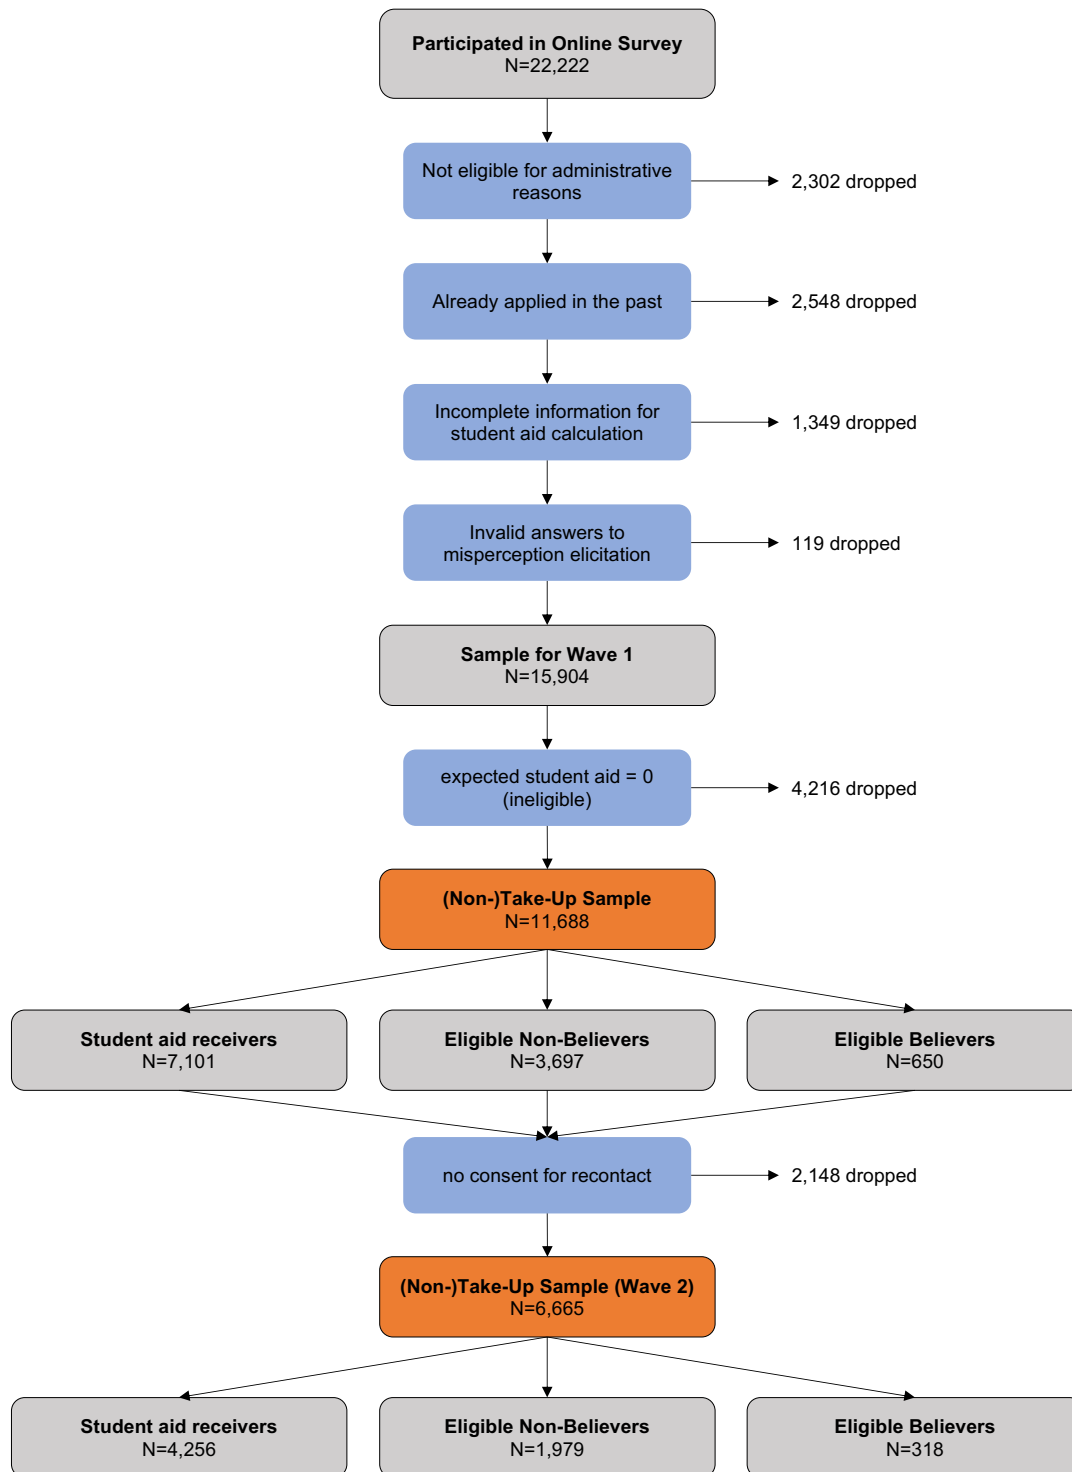 Participated in Online Survey
N=22,222
Not eligible for administrative
reasons
2,302 dropped
Already applied in the past
2,548 dropped
Incomplete information for
student aid calculation
1,349 dropped
Invalid answers to
misperception elicitation
119 dropped
Sample for Wave 1
N=15,904
expected student aid = 0
(ineligible)
4,216 dropped
(Non-)Take-Up Sample
N=11,688
Student aid receivers
N=7,101
Eligible Non-Believers
N=3,697
Eligible Believers
N=650
no consent for recontact
2,148 dropped
(Non-)Take-Up Sample (Wave 2)
N=6,665
Student aid receivers
N=4,256
Eligible Non-Believers
N=1,979
Eligible Believers
N=318